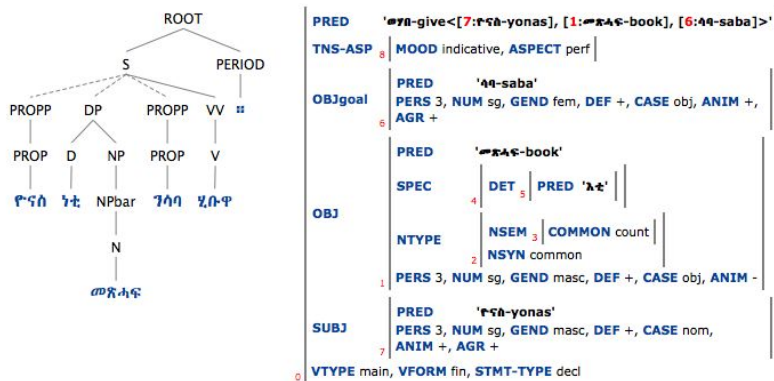 ROOT
S PERIOD
PROPP DP PROPP VV ።
PROP D NP PROP V
ዮናስ ነቲ NPbar ንሳባ ሂቡዋ
N
መጽሓፍ
PRED 'ወሃበ-give<[7:ዮናስ-yonas], [1:መጽሓፍ-book], [6:ሳባ-saba]>'
TNS-ASP 8 MOOD indicative, ASPECT perf
PRED 'ሳባ-saba'
OBJgoal PERS 3, NUM sg, GEND fem, DEF +, CASE obj, ANIM +,
6 AGR +
PRED 'መጽሓፍ-book'
SPEC 4 DET 5 PRED 'እቲ'
OBJ
NTYPE NSEM 3 COMMON count
2 NSYN common
1 PERS 3, NUM sg, GEND masc, DEF +, CASE obj, ANIM -
PRED 'ዮናስ-yonas'
SUBJ PERS 3, NUM sg, GEND masc, DEF +, CASE nom,
7 ANIM +, AGR +
0 VTYPE main, VFORM fin, STMT-TYPE decl